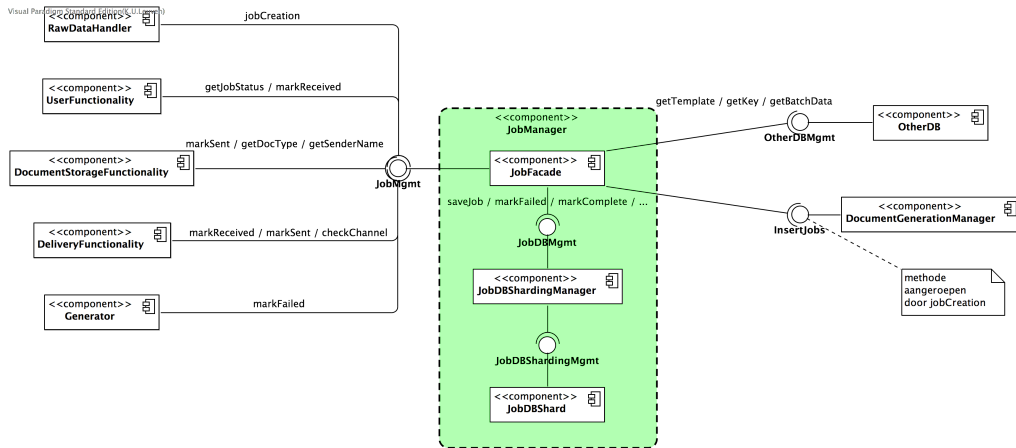 Visual Paradigm Standard Edition(K.U.Leuven)
<<component>>
RawDataHandler
jobCreation
<<component>>
UserFunctionality
getJobStatus / markReceived
<<component>>
DocumentStorageFunctionality
markSent / getDocType / getSenderName
<<component>>
DeliveryFunctionality
markReceived / markSent / checkChannel
<<component>>
Generator
markFailed
JobMgmt
<<component>>
JobManager
<<component>>
JobFacade
saveJob / markFailed / markComplete / ...
JobDBMgmt
<<component>>
JobDBShardingManager
JobDBShardingMgmt
<<component>>
JobDBShard
getTemplate / getKey / getBatchData
OtherDBMgmt
<<component>>
OtherDB
InsertJobs
<<component>>
DocumentGenerationManager
methode
aangeroepen
door jobCreation